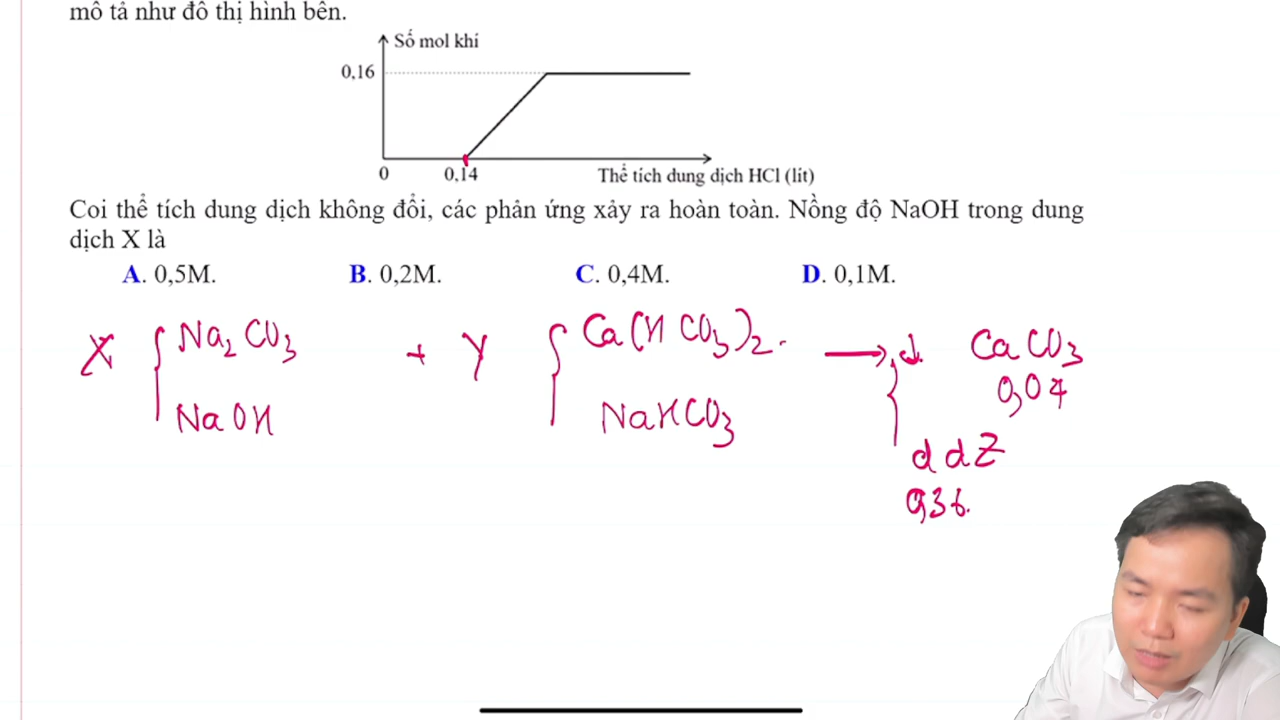 mô tả như đồ thị hình bên.
Số mol khí
0,16
0 0,14 Thể tích dung dịch HCl (lít)
Coi thể tích dung dịch không đổi, các phản ứng xảy ra hoàn toàn. Nồng độ NaOH trong dung
dịch X là
A. 0,5M. B. 0,2M. C. 0,4M. D. 0,1M.
X { Na₂CO₃ + Y { Ca(HCO₃)₂ → ↓ CaCO₃
0,04
NaOH NaHCO₃
ddZ
0,36